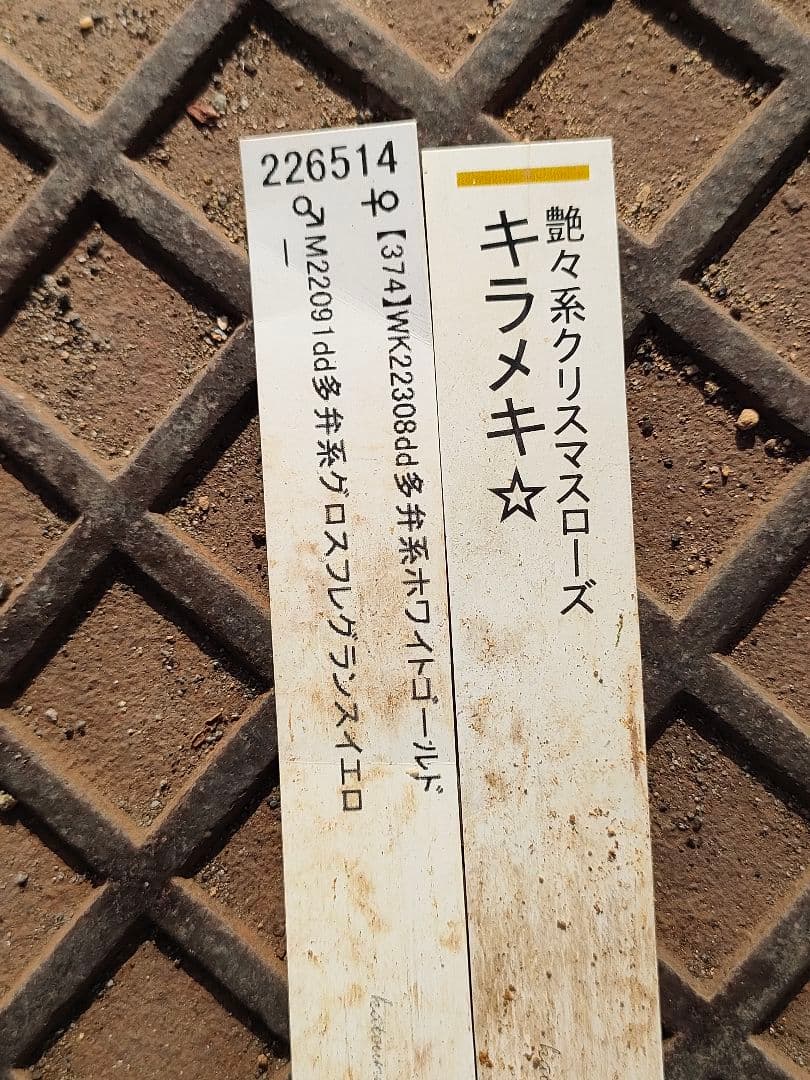 226514
♀【374】WK22308dd多弁系ホワイトゴールド
♂M22091dd多弁系グロスフレグランスイエロー
艶々系クリスマスローズ
キラメキ☆